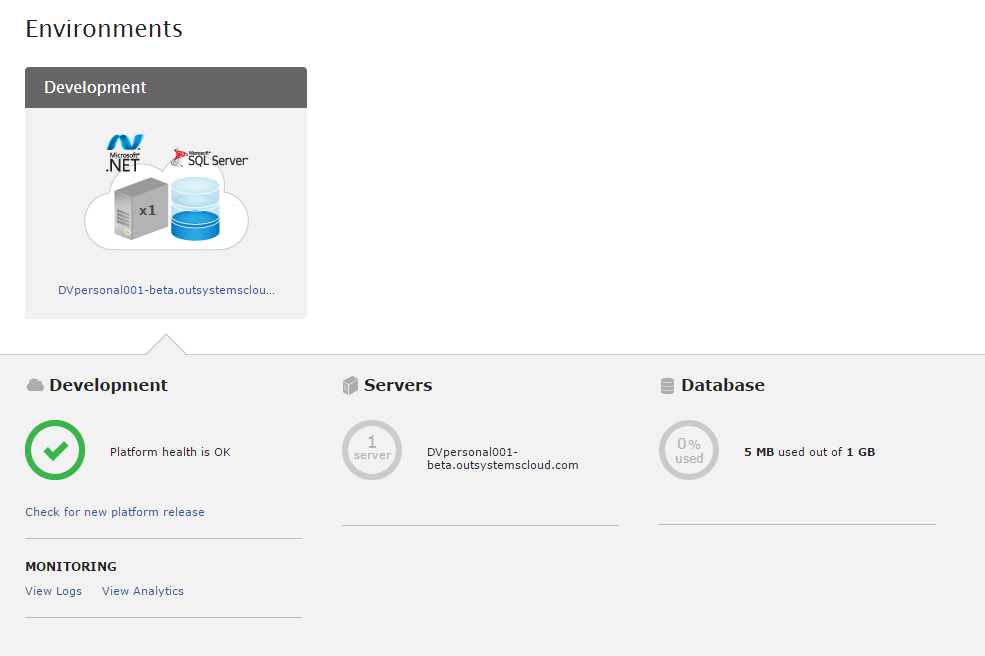 Environments
Development
Microsoft®
.NET
Microsoft®
SQL Server®
x1
DVpersonal001-beta.outsystemsclou...
Development
Platform health is OK
Check for new platform release
MONITORING
View Logs View Analytics
Servers
1
server
DVpersonal001-
beta.outsystemscloud.com
Database
0%
used
5 MB used out of 1 GB